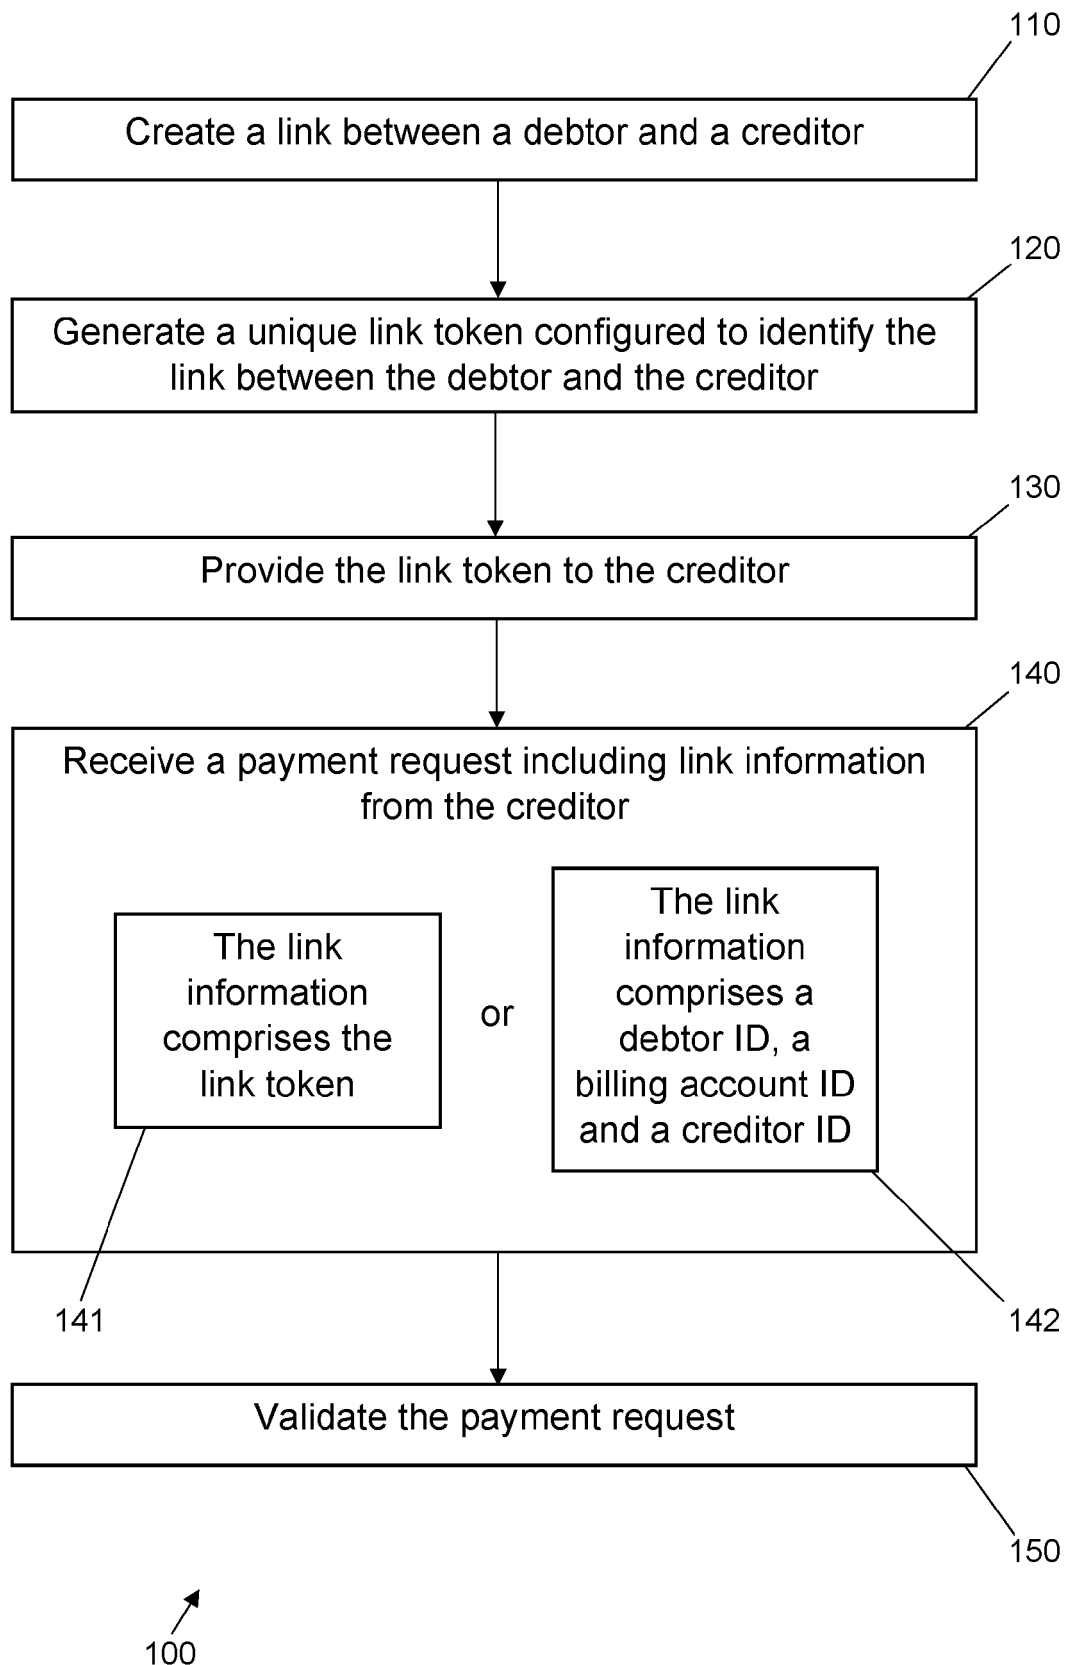 110
Create a link between a debtor and a creditor
120
Generate a unique link token configured to identify the
link between the debtor and the creditor
130
Provide the link token to the creditor
140
Receive a payment request including link information
from the creditor
The link
information
comprises the
link token
or
The link
information
comprises a
debtor ID, a
billing account ID
and a creditor ID
141
142
Validate the payment request
150
100